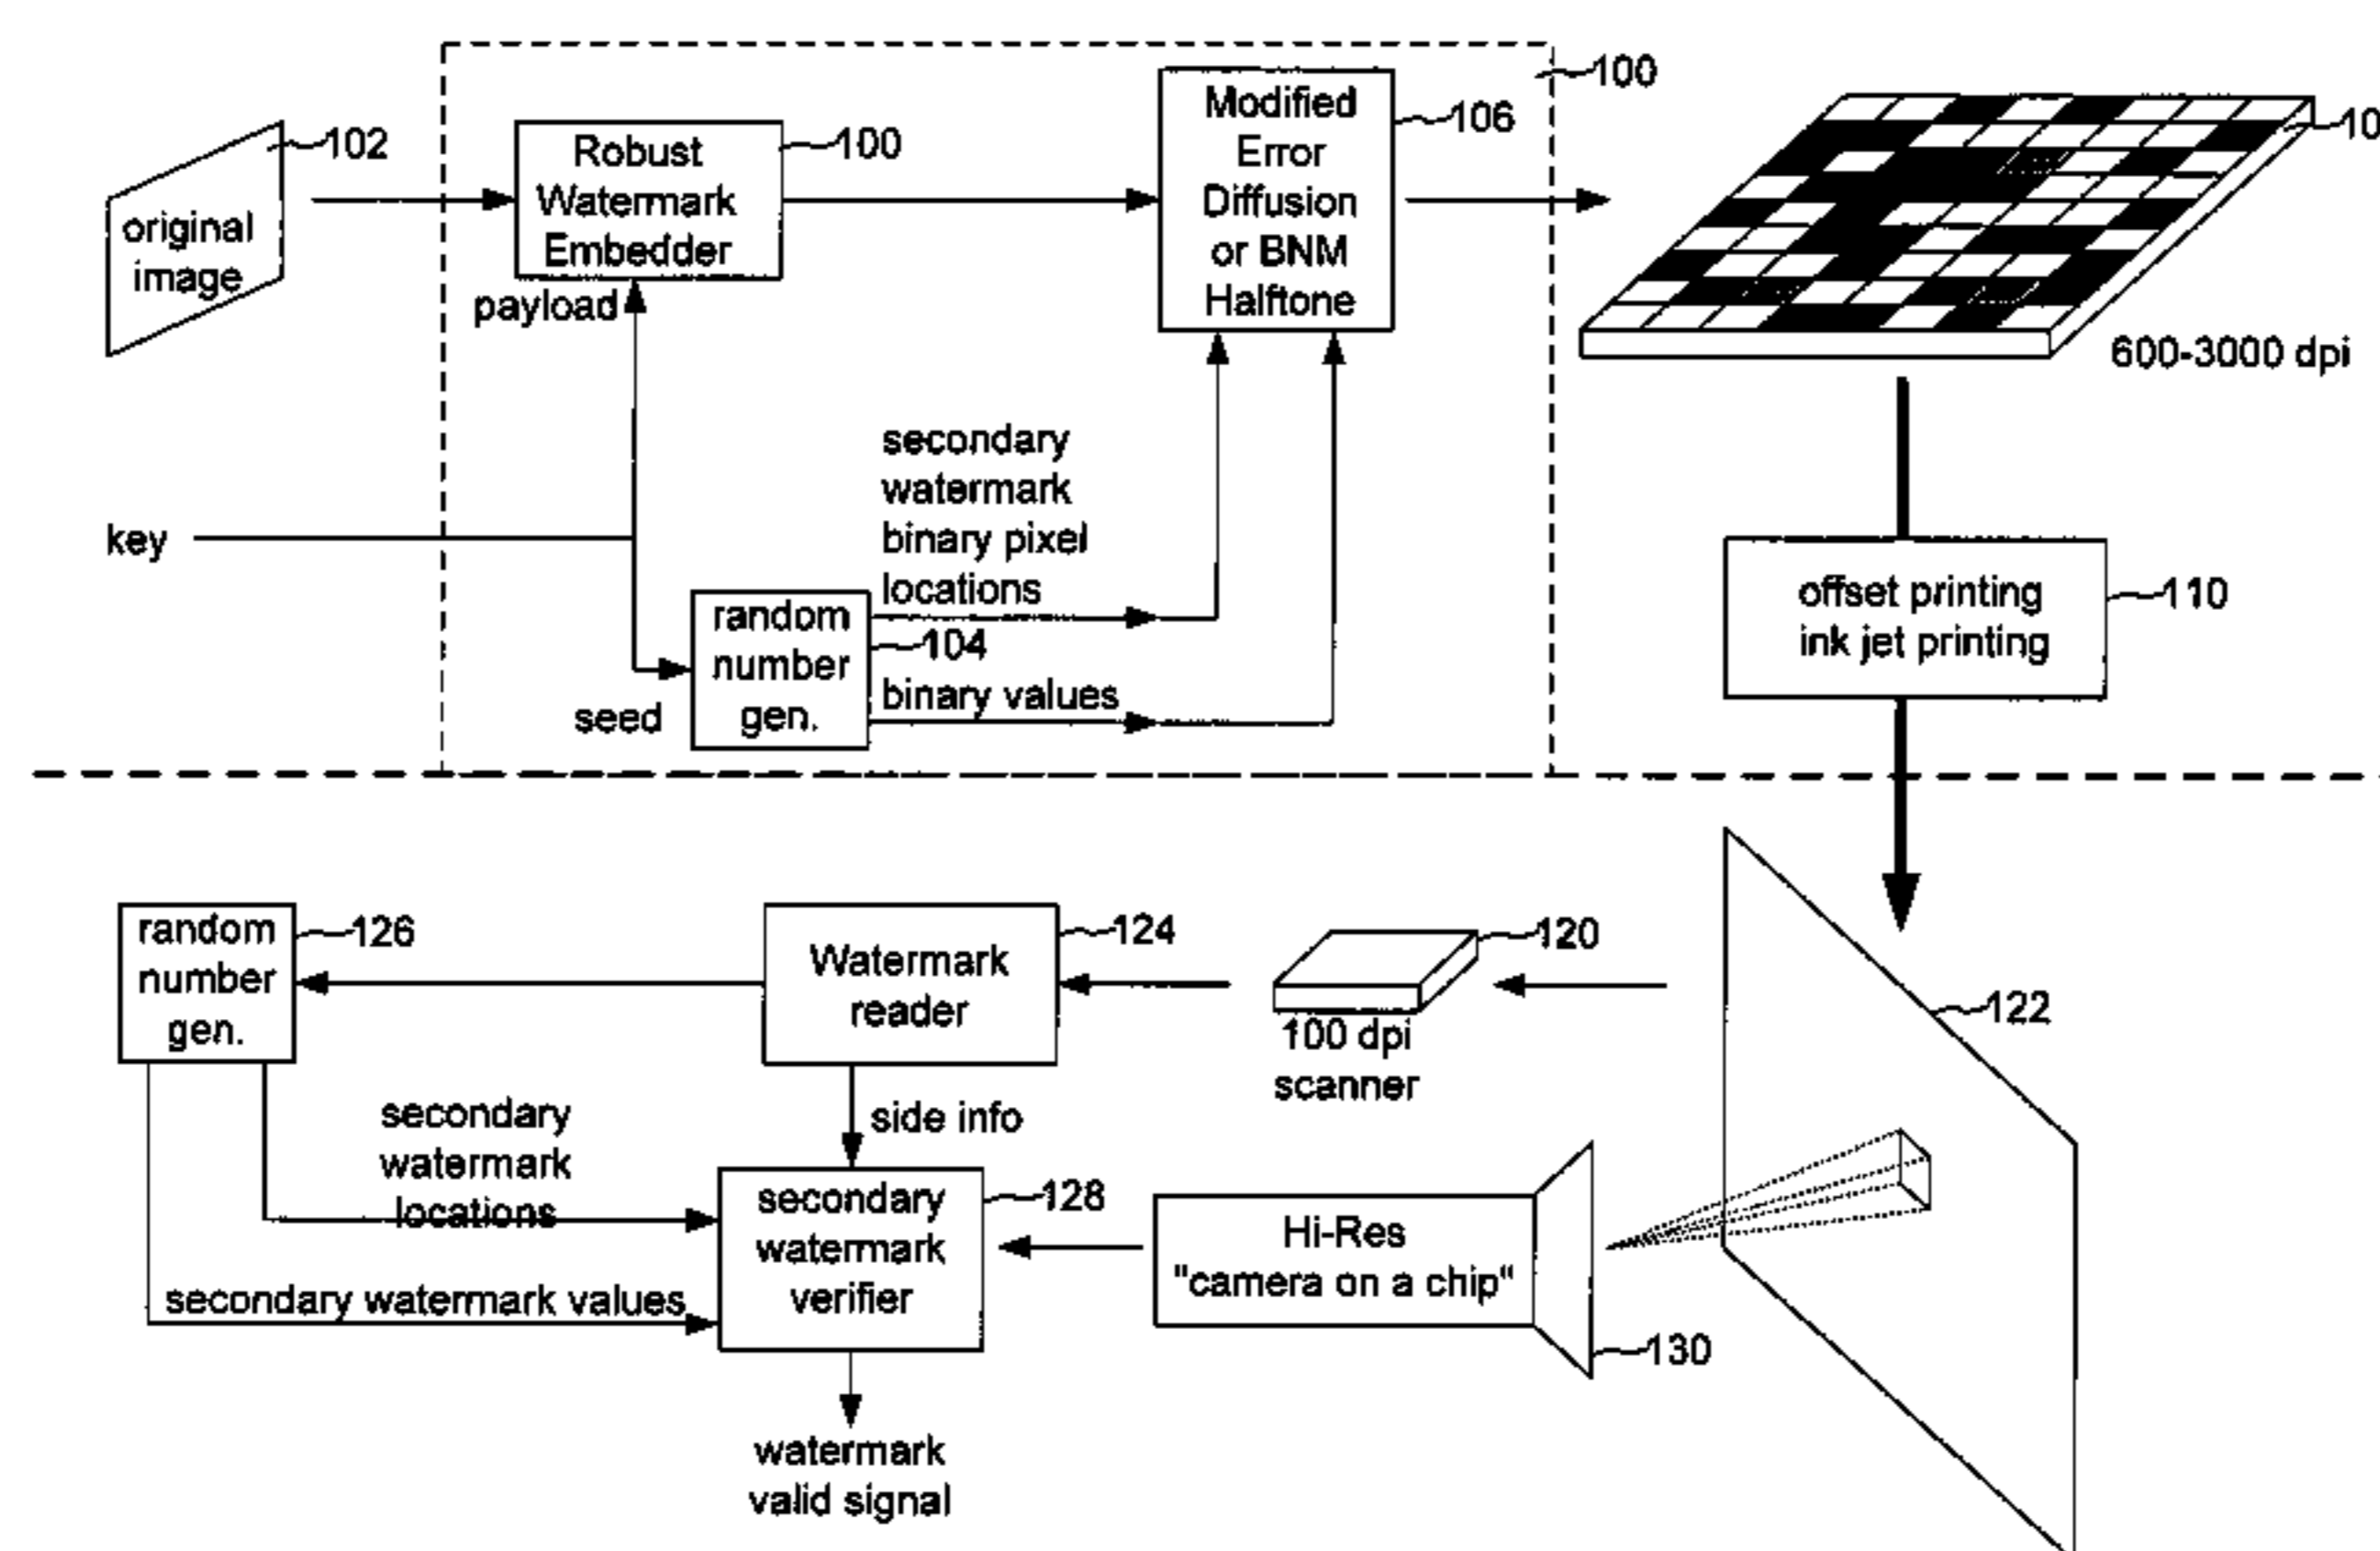 100
Modified
Error
Diffusion
or BNM
Halftone
106
102
original
image
Robust
Watermark
Embedder
100
payload
10
600-3000 dpi
key
secondary
watermark
binary pixel
locations
random
number
gen.
104
binary values
seed
offset printing
ink jet printing
110
random
number
gen.
126
Watermark
reader
124
120
100 dpi
scanner
122
secondary
watermark
locations
side info
secondary watermark values
secondary
watermark
verifier
128
Hi-Res
"camera on a chip"
130
watermark
valid signal